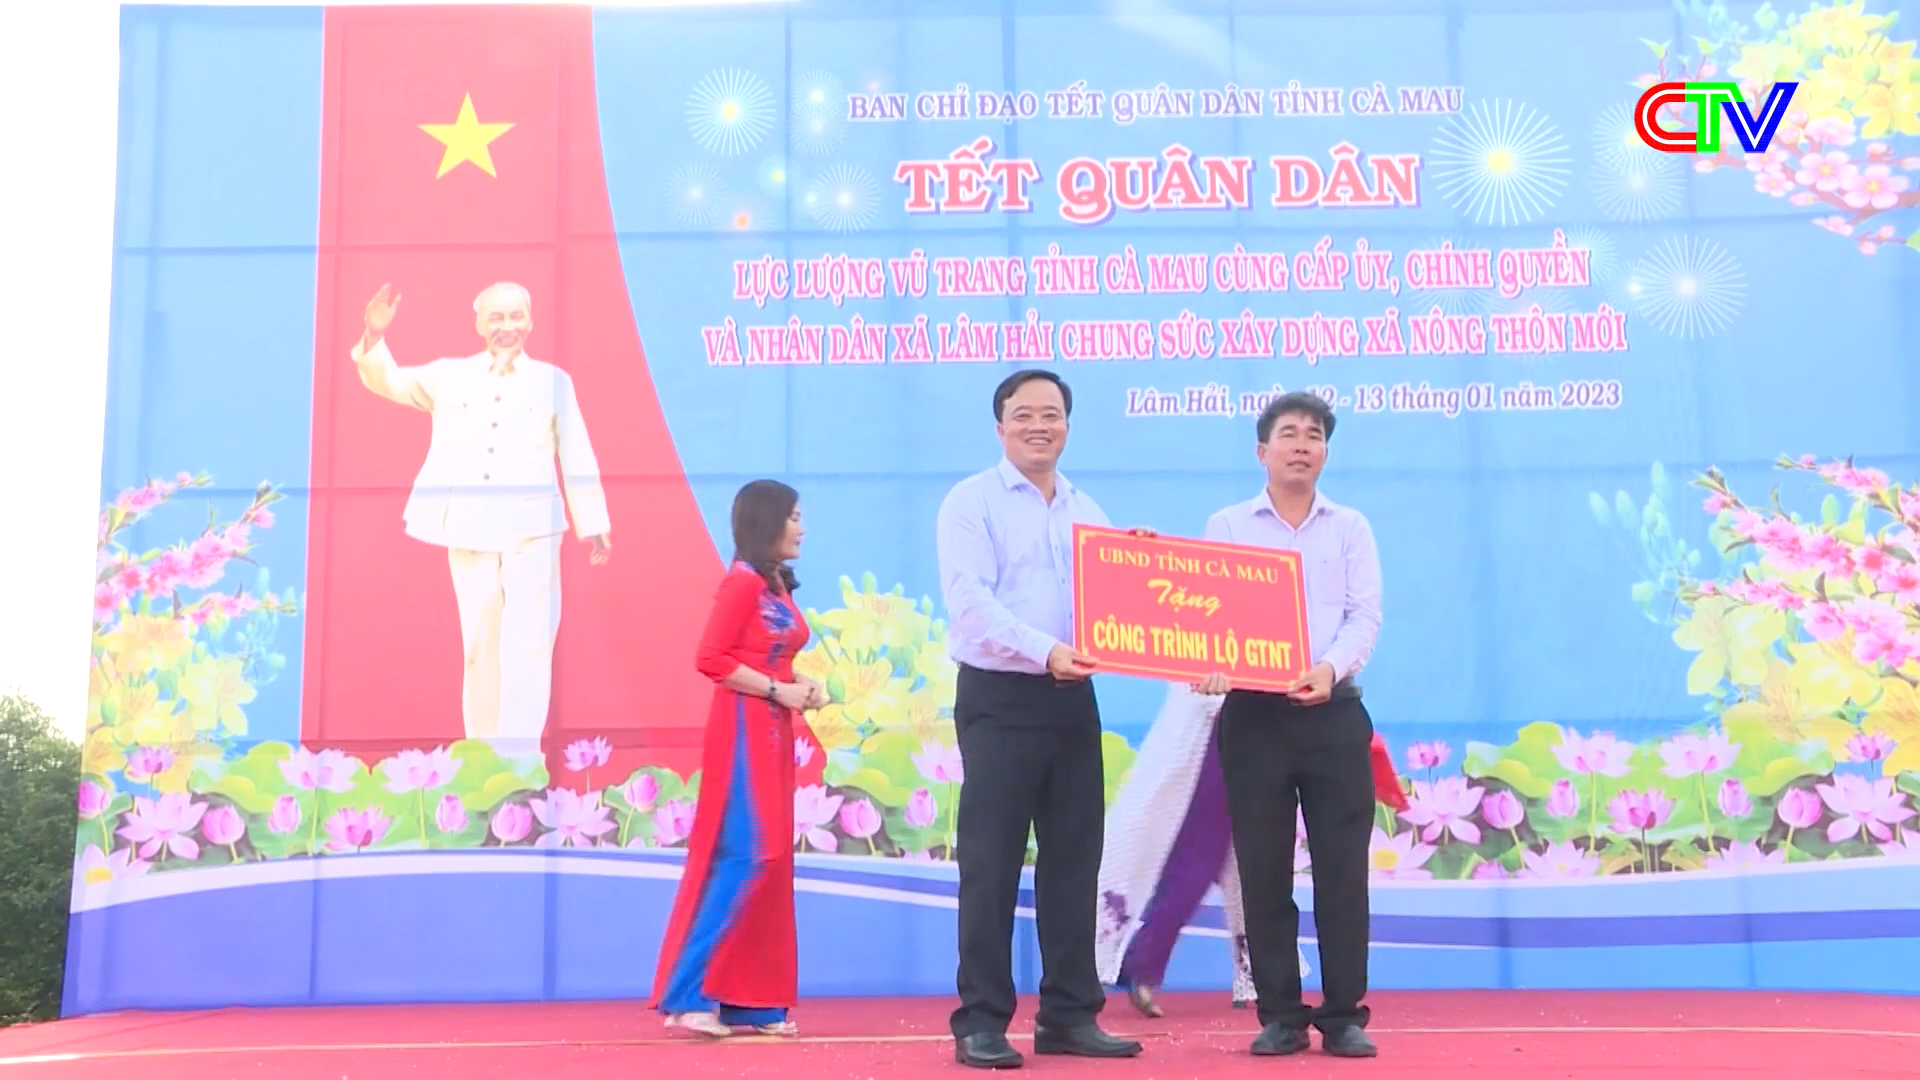 BAN CHỈ ĐẠO TẾT QUÂN DÂN TỈNH CÀ MAU
CTV
TẾT QUÂN DÂN
LỰC LƯỢNG VŨ TRANG TỈNH CÀ MAU CÙNG CẤP ỦY, CHÍNH QUYỀN
VÀ NHÂN DÂN XÃ LÂM HẢI CHUNG SỨC XÂY DỰNG XÃ NÔNG THÔN MỚI
Lâm Hải, ngày 12 - 13 tháng 01 năm 2023
UBND TỈNH CÀ MAU
Tặng
CÔNG TRÌNH LỘ GTNT